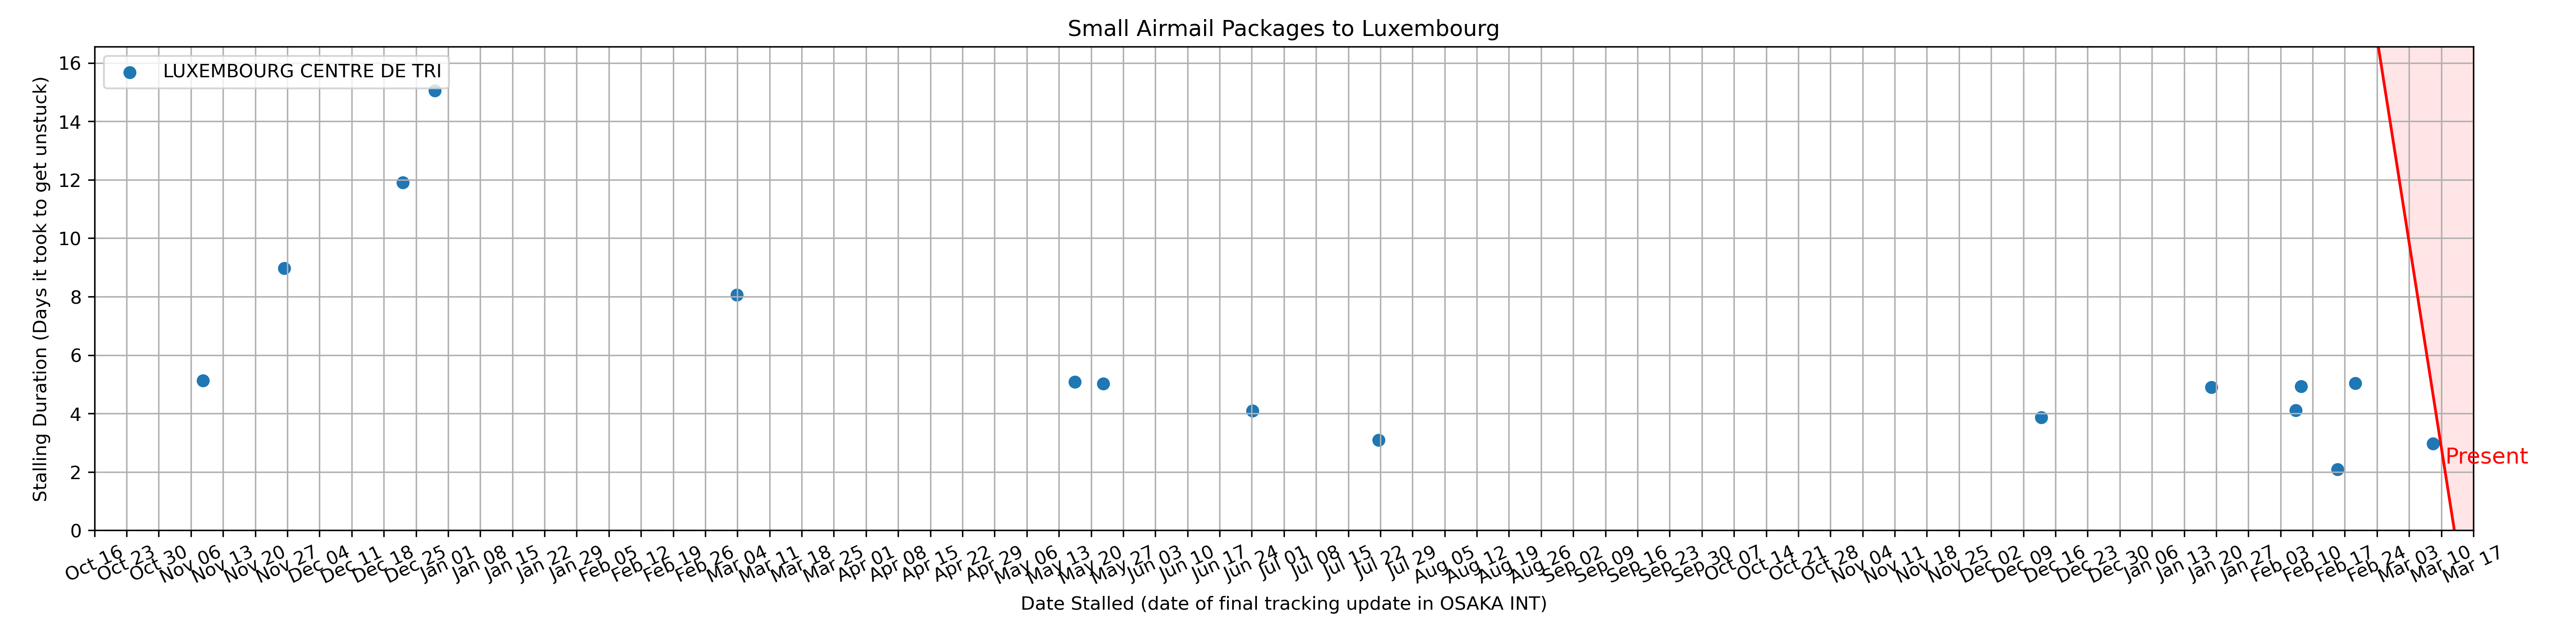 Small Airmail Packages to Luxembourg
LUXEMBOURG CENTRE DE TRI
Stalling Duration (Days it took to get unstuck)
16
14
12
10
8
6
4
2
0
Present
Oct 16 Oct 23 Oct 30 Nov 06 Nov 13 Nov 20 Nov 27 Dec 04 Dec 11 Dec 18 Dec 25 Jan 01 Jan 08 Jan 15 Jan 22 Jan 29 Feb 05 Feb 12 Feb 19 Feb 26 Mar 04 Mar 11 Mar 18 Mar 25 Apr 01 Apr 08 Apr 15 Apr 22 Apr 29 May 06 May 13 May 20 May 27 Jun 03 Jun 10 Jun 17 Jun 24 Jul 01 Jul 08 Jul 15 Jul 22 Jul 29 Aug 05 Aug 12 Aug 19 Aug 26 Sep 02 Sep 09 Sep 16 Sep 23 Sep 30 Oct 07 Oct 14 Oct 21 Oct 28 Nov 04 Nov 11 Nov 18 Nov 25 Dec 02 Dec 09 Dec 16 Dec 23 Dec 30 Jan 06 Jan 13 Jan 20 Jan 27 Feb 03 Feb 10 Feb 17 Feb 24 Mar 03 Mar 10 Mar 17
Date Stalled (date of final tracking update in OSAKA INT)